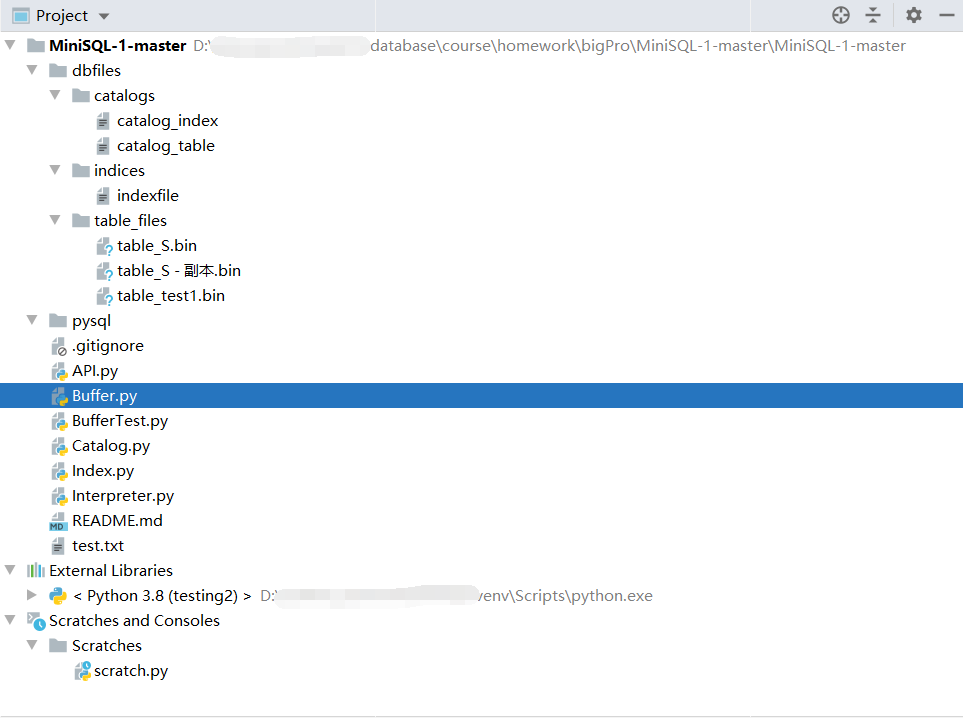 Project
MiniSQL-1-master D:\ database\course\homework\bigPro\MiniSQL-1-master\MiniSQL-1-master
dbfiles
catalogs
catalog_index
catalog_table
indices
indexfile
table_files
table_S.bin
table_S - 副本.bin
table_test1.bin
pysql
.gitignore
API.py
Buffer.py
BufferTest.py
Catalog.py
Index.py
Interpreter.py
MD README.md
test.txt
External Libraries
< Python 3.8 (testing2) > D:\ venv\Scripts\python.exe
Scratches and Consoles
Scratches
scratch.py